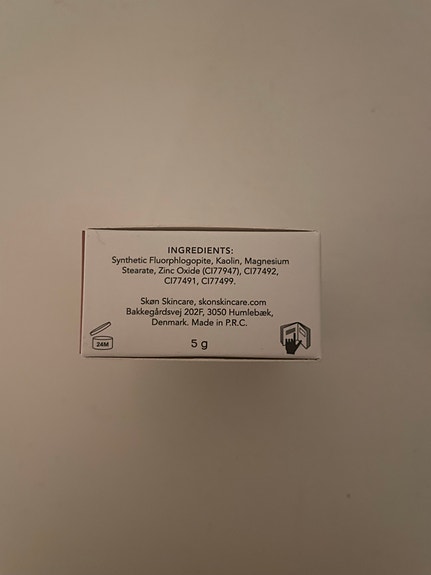 INGREDIENTS:
Synthetic Fluorphlogopite, Kaolin, Magnesium
Stearate, Zinc Oxide (CI77947), CI77492,
CI77491, CI77499.
Skøn Skincare, skonskincare.com
Bakkegårdsvej 202F, 3050 Humlebæk,
Denmark. Made in P.R.C.
24M
5 g